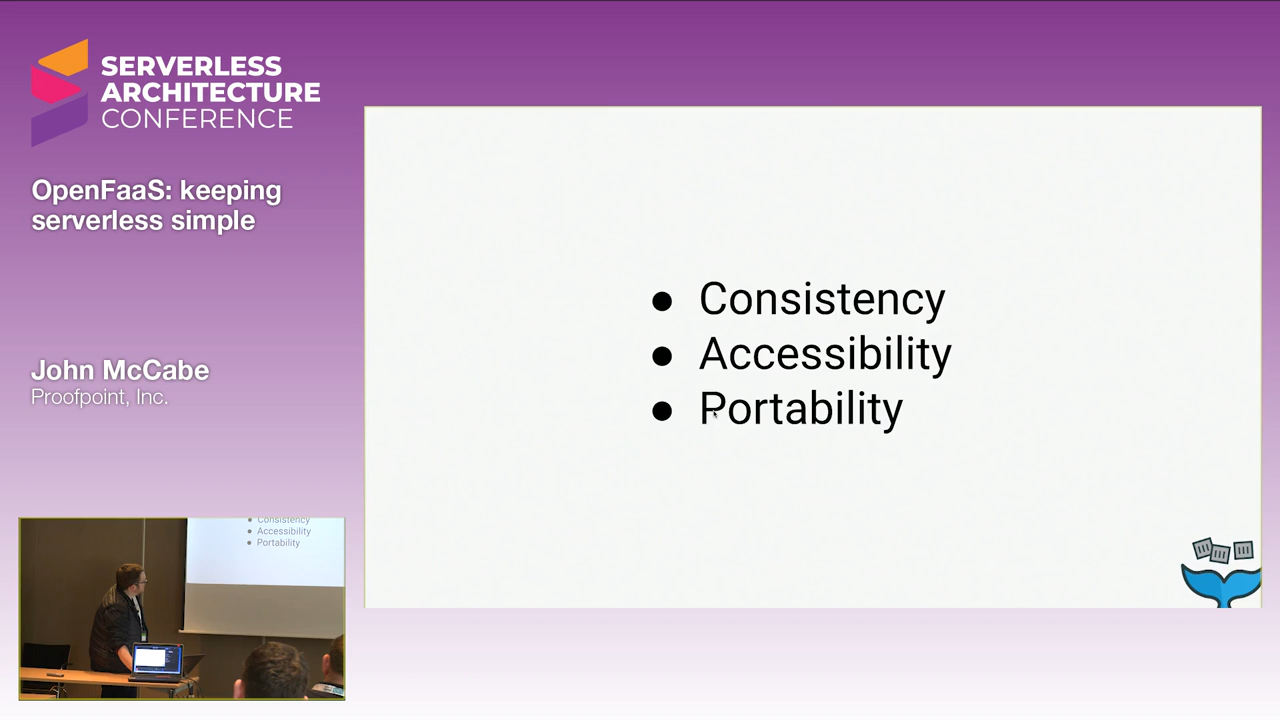 SERVERLESS
ARCHITECTURE
CONFERENCE
OpenFaaS: keeping
serverless simple
John McCabe
Proofpoint, Inc.
● Consistency
● Accessibility
● Portability
● Consistency
● Accessibility
● Portability